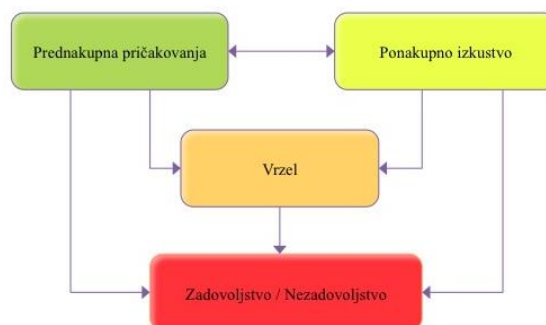 Prednakupna pričakovanja
Ponakupno izkustvo
Vrzel
Zadovoljstvo / Nezadovoljstvo